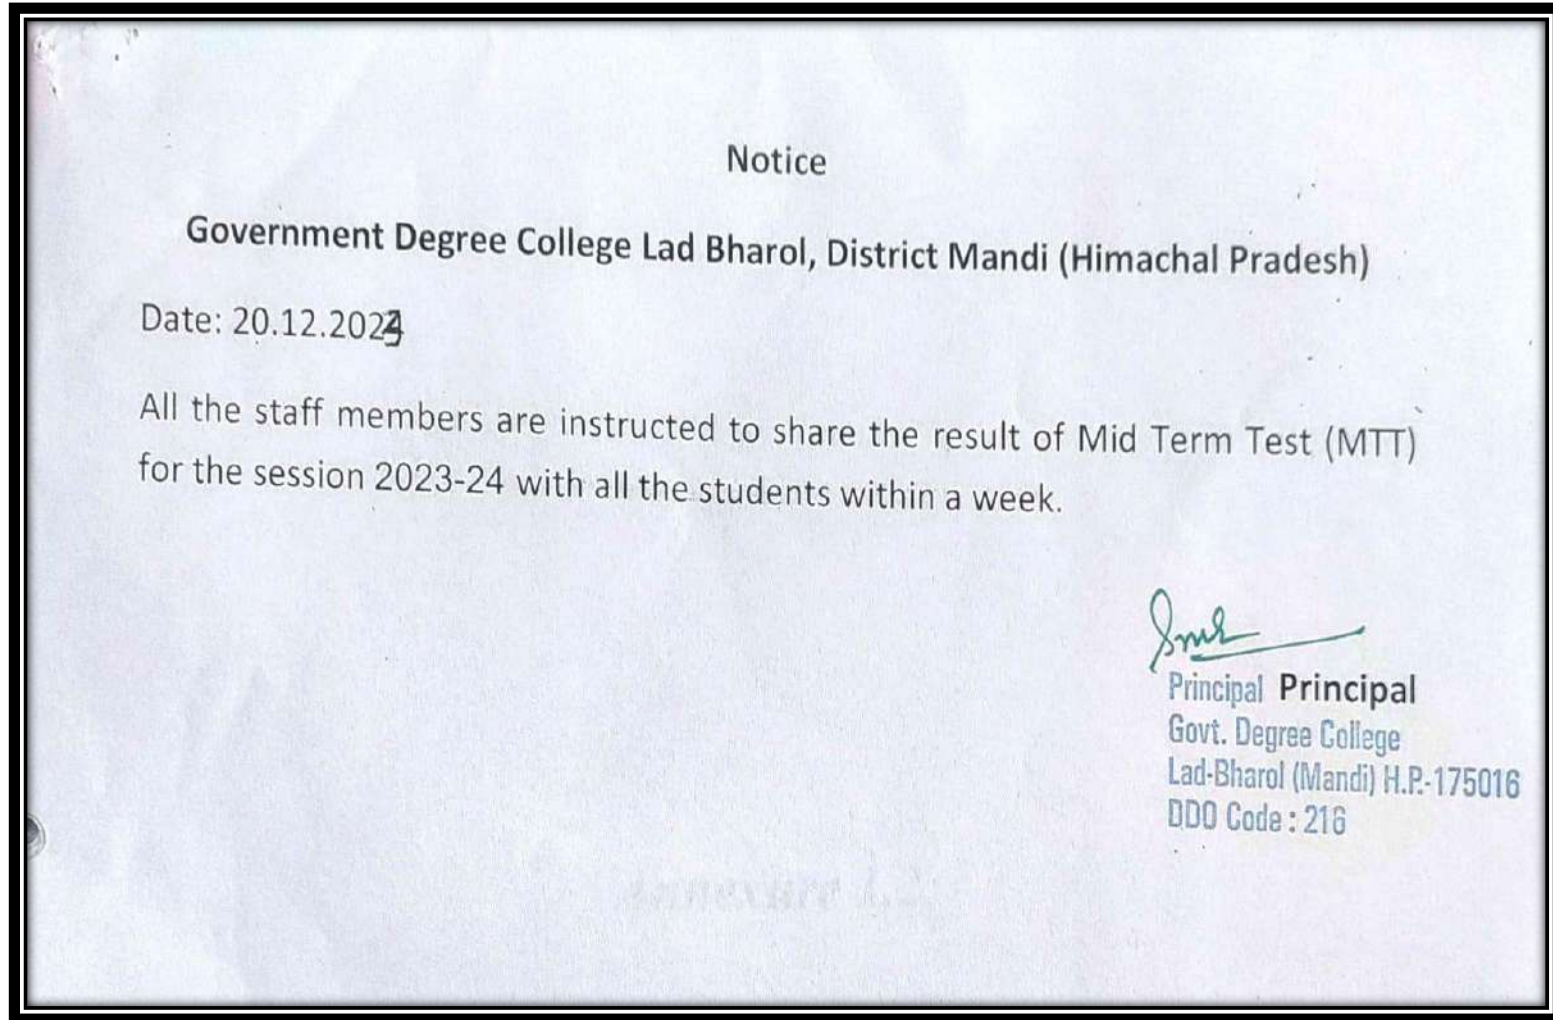 Notice
Government Degree College Lad Bharol, District Mandi (Himachal Pradesh)
Date: 20.12.2023
All the staff members are instructed to share the result of Mid Term Test (MTT)
for the session 2023-24 with all the students within a week.
Principal Principal
Govt. Degree College
Lad-Bharol (Mandi) H.P.-175016
DDO Code : 216